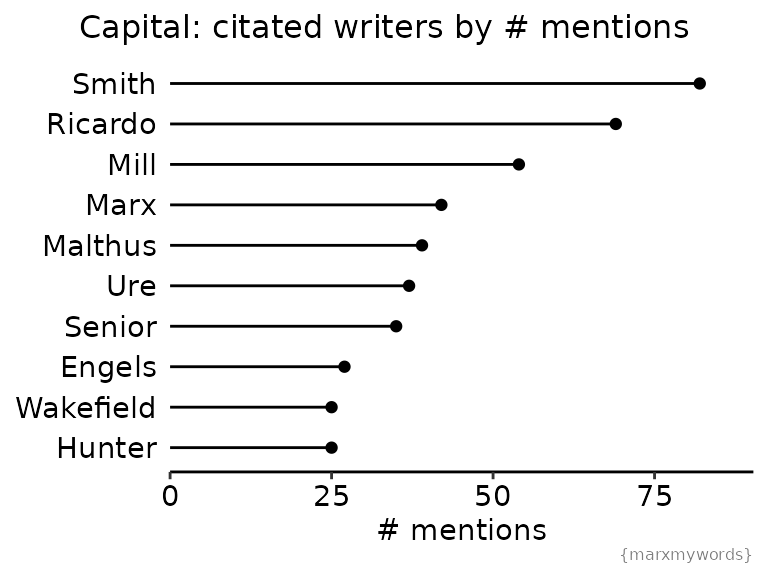 Capital: citated writers by # mentions
Smith
Ricardo
Mill
Marx
Malthus
Ure
Senior
Engels
Wakefield
Hunter
0 25 50 75
# mentions
{marxmywords}